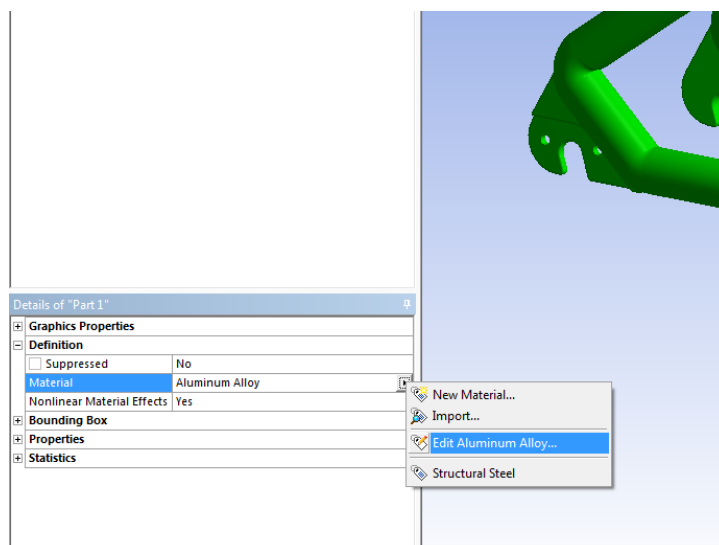 Details of "Part 1"
Graphics Properties
Definition
Suppressed No
Material Aluminum Alloy
Nonlinear Material Effects Yes
Bounding Box
Properties
Statistics
New Material...
Import...
Edit Aluminum Alloy...
Structural Steel